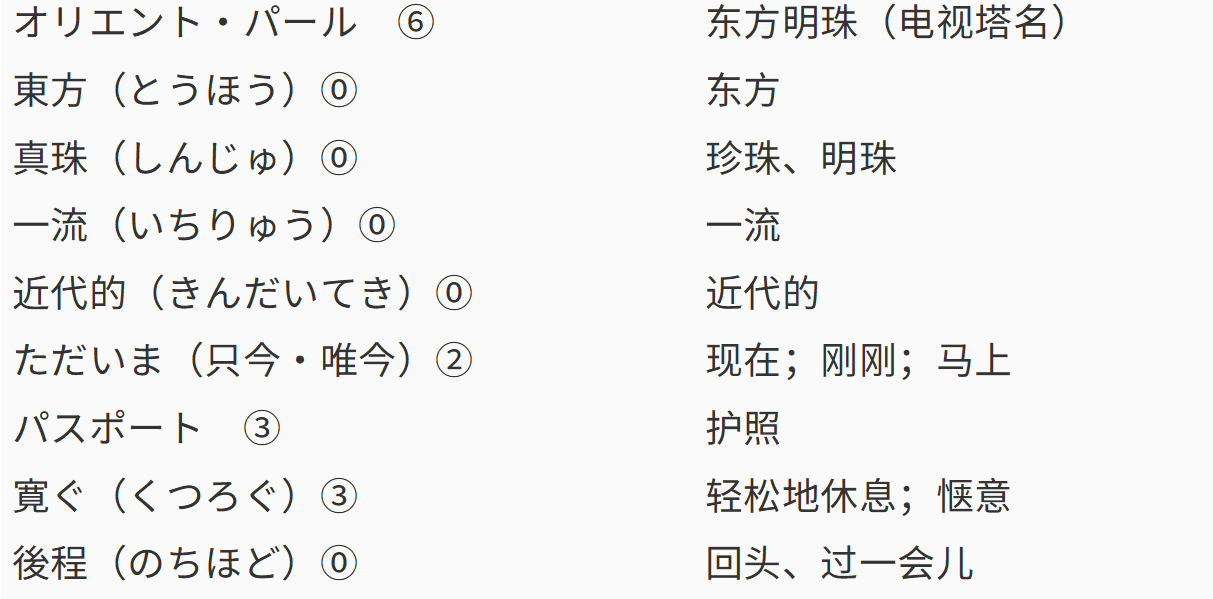 オリエント・パール　⑥　东方明珠（电视塔名）
東方（とうほう）⓪　东方
真珠（しんじゅ）⓪　珍珠、明珠
一流（いちりゅう）⓪　一流
近代的（きんだいてき）⓪　近代的
ただいま（只今・唯今）②　现在；刚刚；马上
パスポート　③　护照
寛ぐ（くつろぐ）③　轻松地休息；惬意
後程（のちほど）⓪　回头、过一会儿